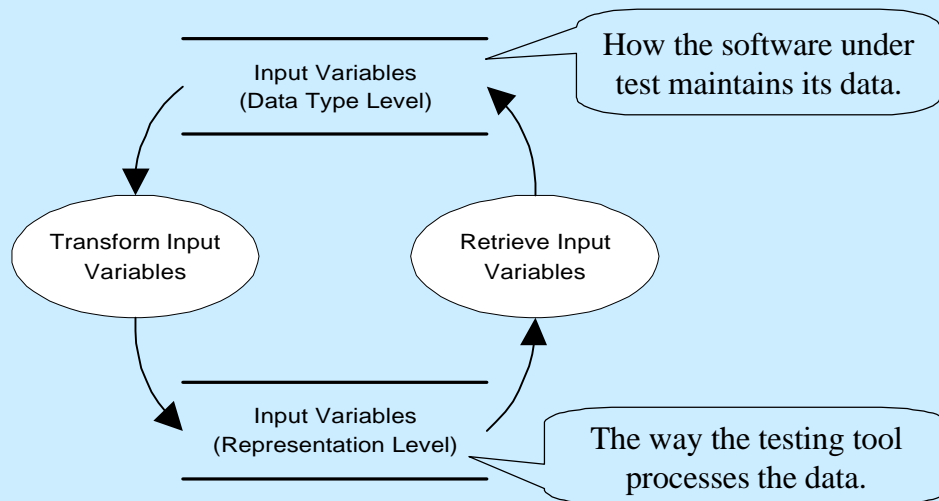 Input Variables
(Data Type Level)
How the software under
test maintains its data.
Transform Input
Variables
Retrieve Input
Variables
Input Variables
(Representation Level)
The way the testing tool
processes the data.